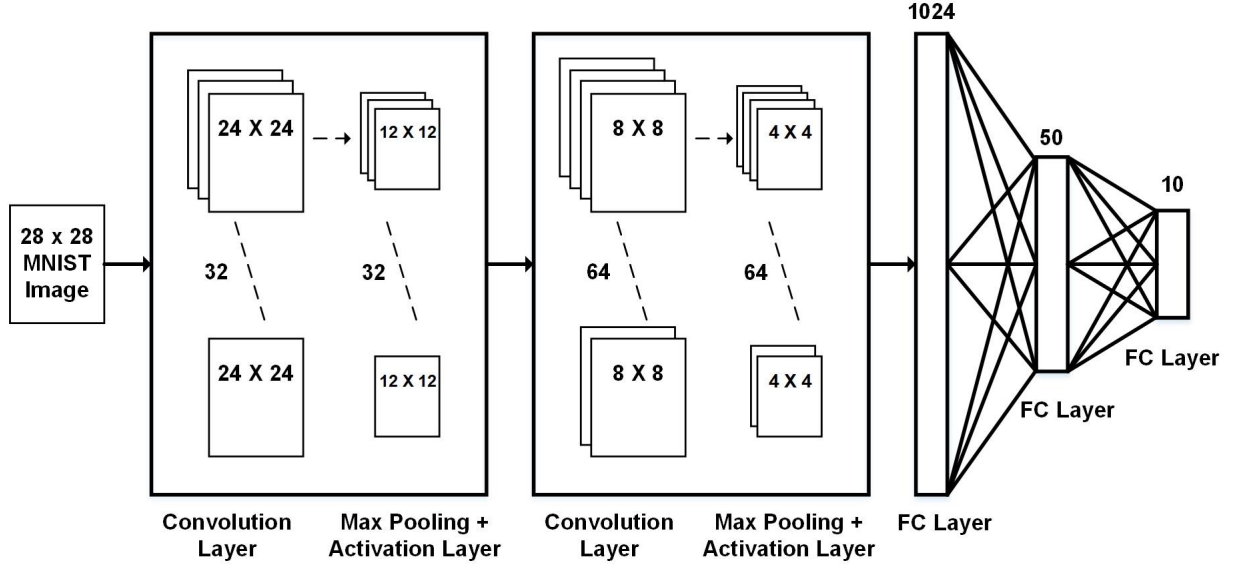 1024
24 X 24
12 X 12
8 X 8
4 X 4
50
10
28 x 28
MNIST
Image
32
32
64
64
24 X 24
12 X 12
8 X 8
4 X 4
FC Layer
FC Layer
FC Layer
Convolution
Layer
Max Pooling +
Activation Layer
Convolution
Layer
Max Pooling +
Activation Layer